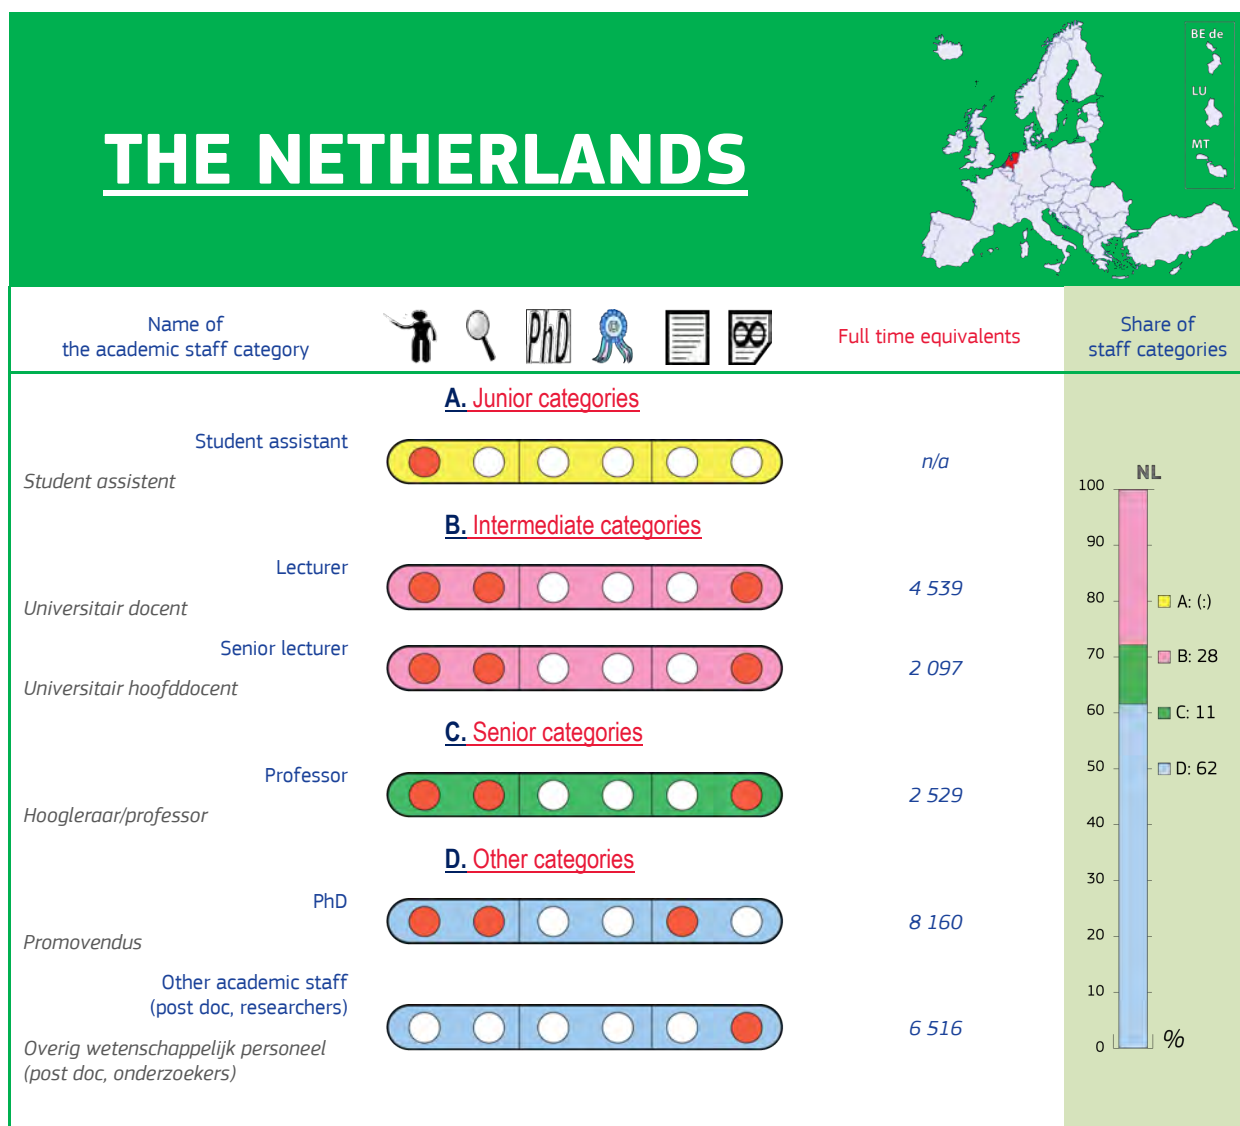 THE NETHERLANDS
BE de
LU
MT
Name of
the academic staff category
PhD
Full time equivalents
Share of
staff categories
A. Junior categories
Student assistant
Student assistent
n/a
B. Intermediate categories
Lecturer
Universitair docent
4 539
Senior lecturer
Universitair hoofddocent
2 097
C. Senior categories
Professor
Hoogleraar/professor
2 529
D. Other categories
PhD
Promovendus
8 160
Other academic staff
(post doc, researchers)
Overig wetenschappelijk personeel
(post doc, onderzoekers)
6 516
NL
100
90
80
70
60
50
40
30
20
10
0
%
A: (:)
B: 28
C: 11
D: 62